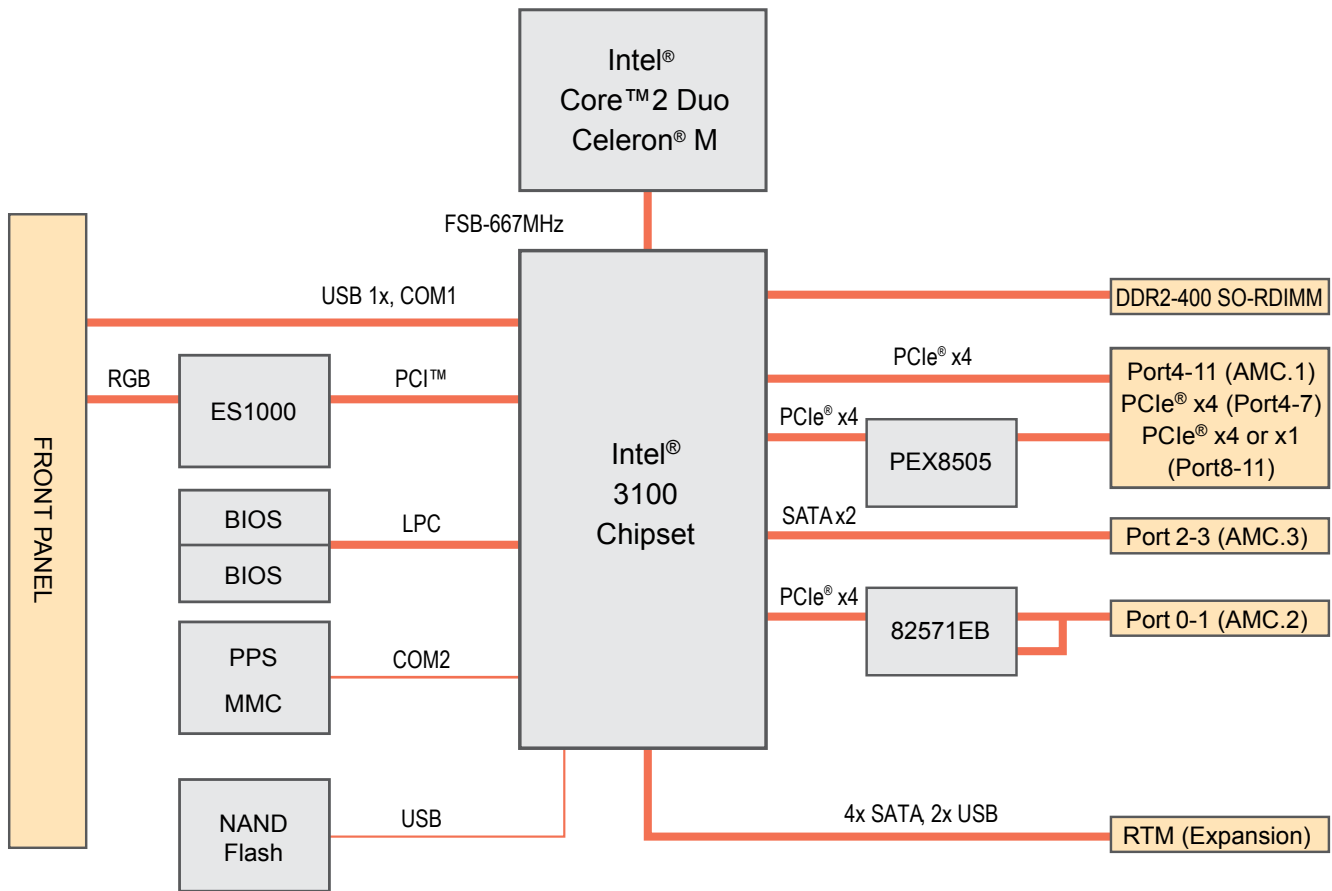 Intel®
Core™2 Duo
Celeron® M
FSB-667MHz
FRONT PANEL
USB 1x, COM1
RGB
ES1000
PCI™
BIOS
BIOS
LPC
PPS
MMC
COM2
NAND
Flash
USB
Intel®
3100
Chipset
DDR2-400 SO-RDIMM
PCIe® x4
Port4-11 (AMC.1)
PCIe® x4 (Port4-7)
PCIe® x4 or x1
(Port8-11)
PCIe® x4
PEX8505
SATA x2
Port 2-3 (AMC.3)
PCIe® x4
82571EB
Port 0-1 (AMC.2)
4x SATA, 2x USB
RTM (Expansion)